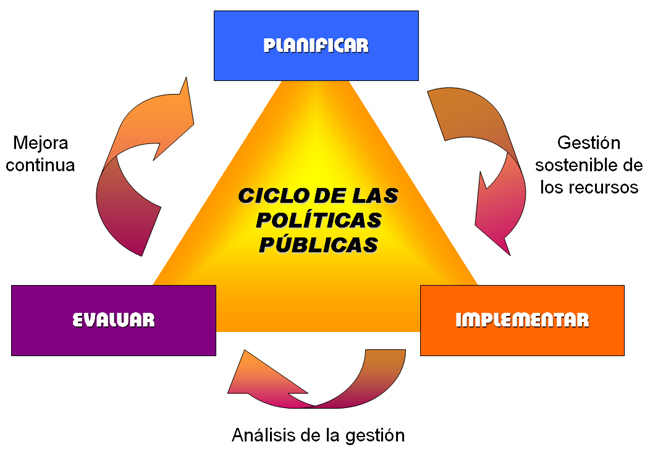 PLANIFICAR
Mejora
continua
Gestión
sostenible de
los recursos
CICLO DE LAS
POLÍTICAS
PÚBLICAS
EVALUAR
IMPLEMENTAR
Análisis de la gestión